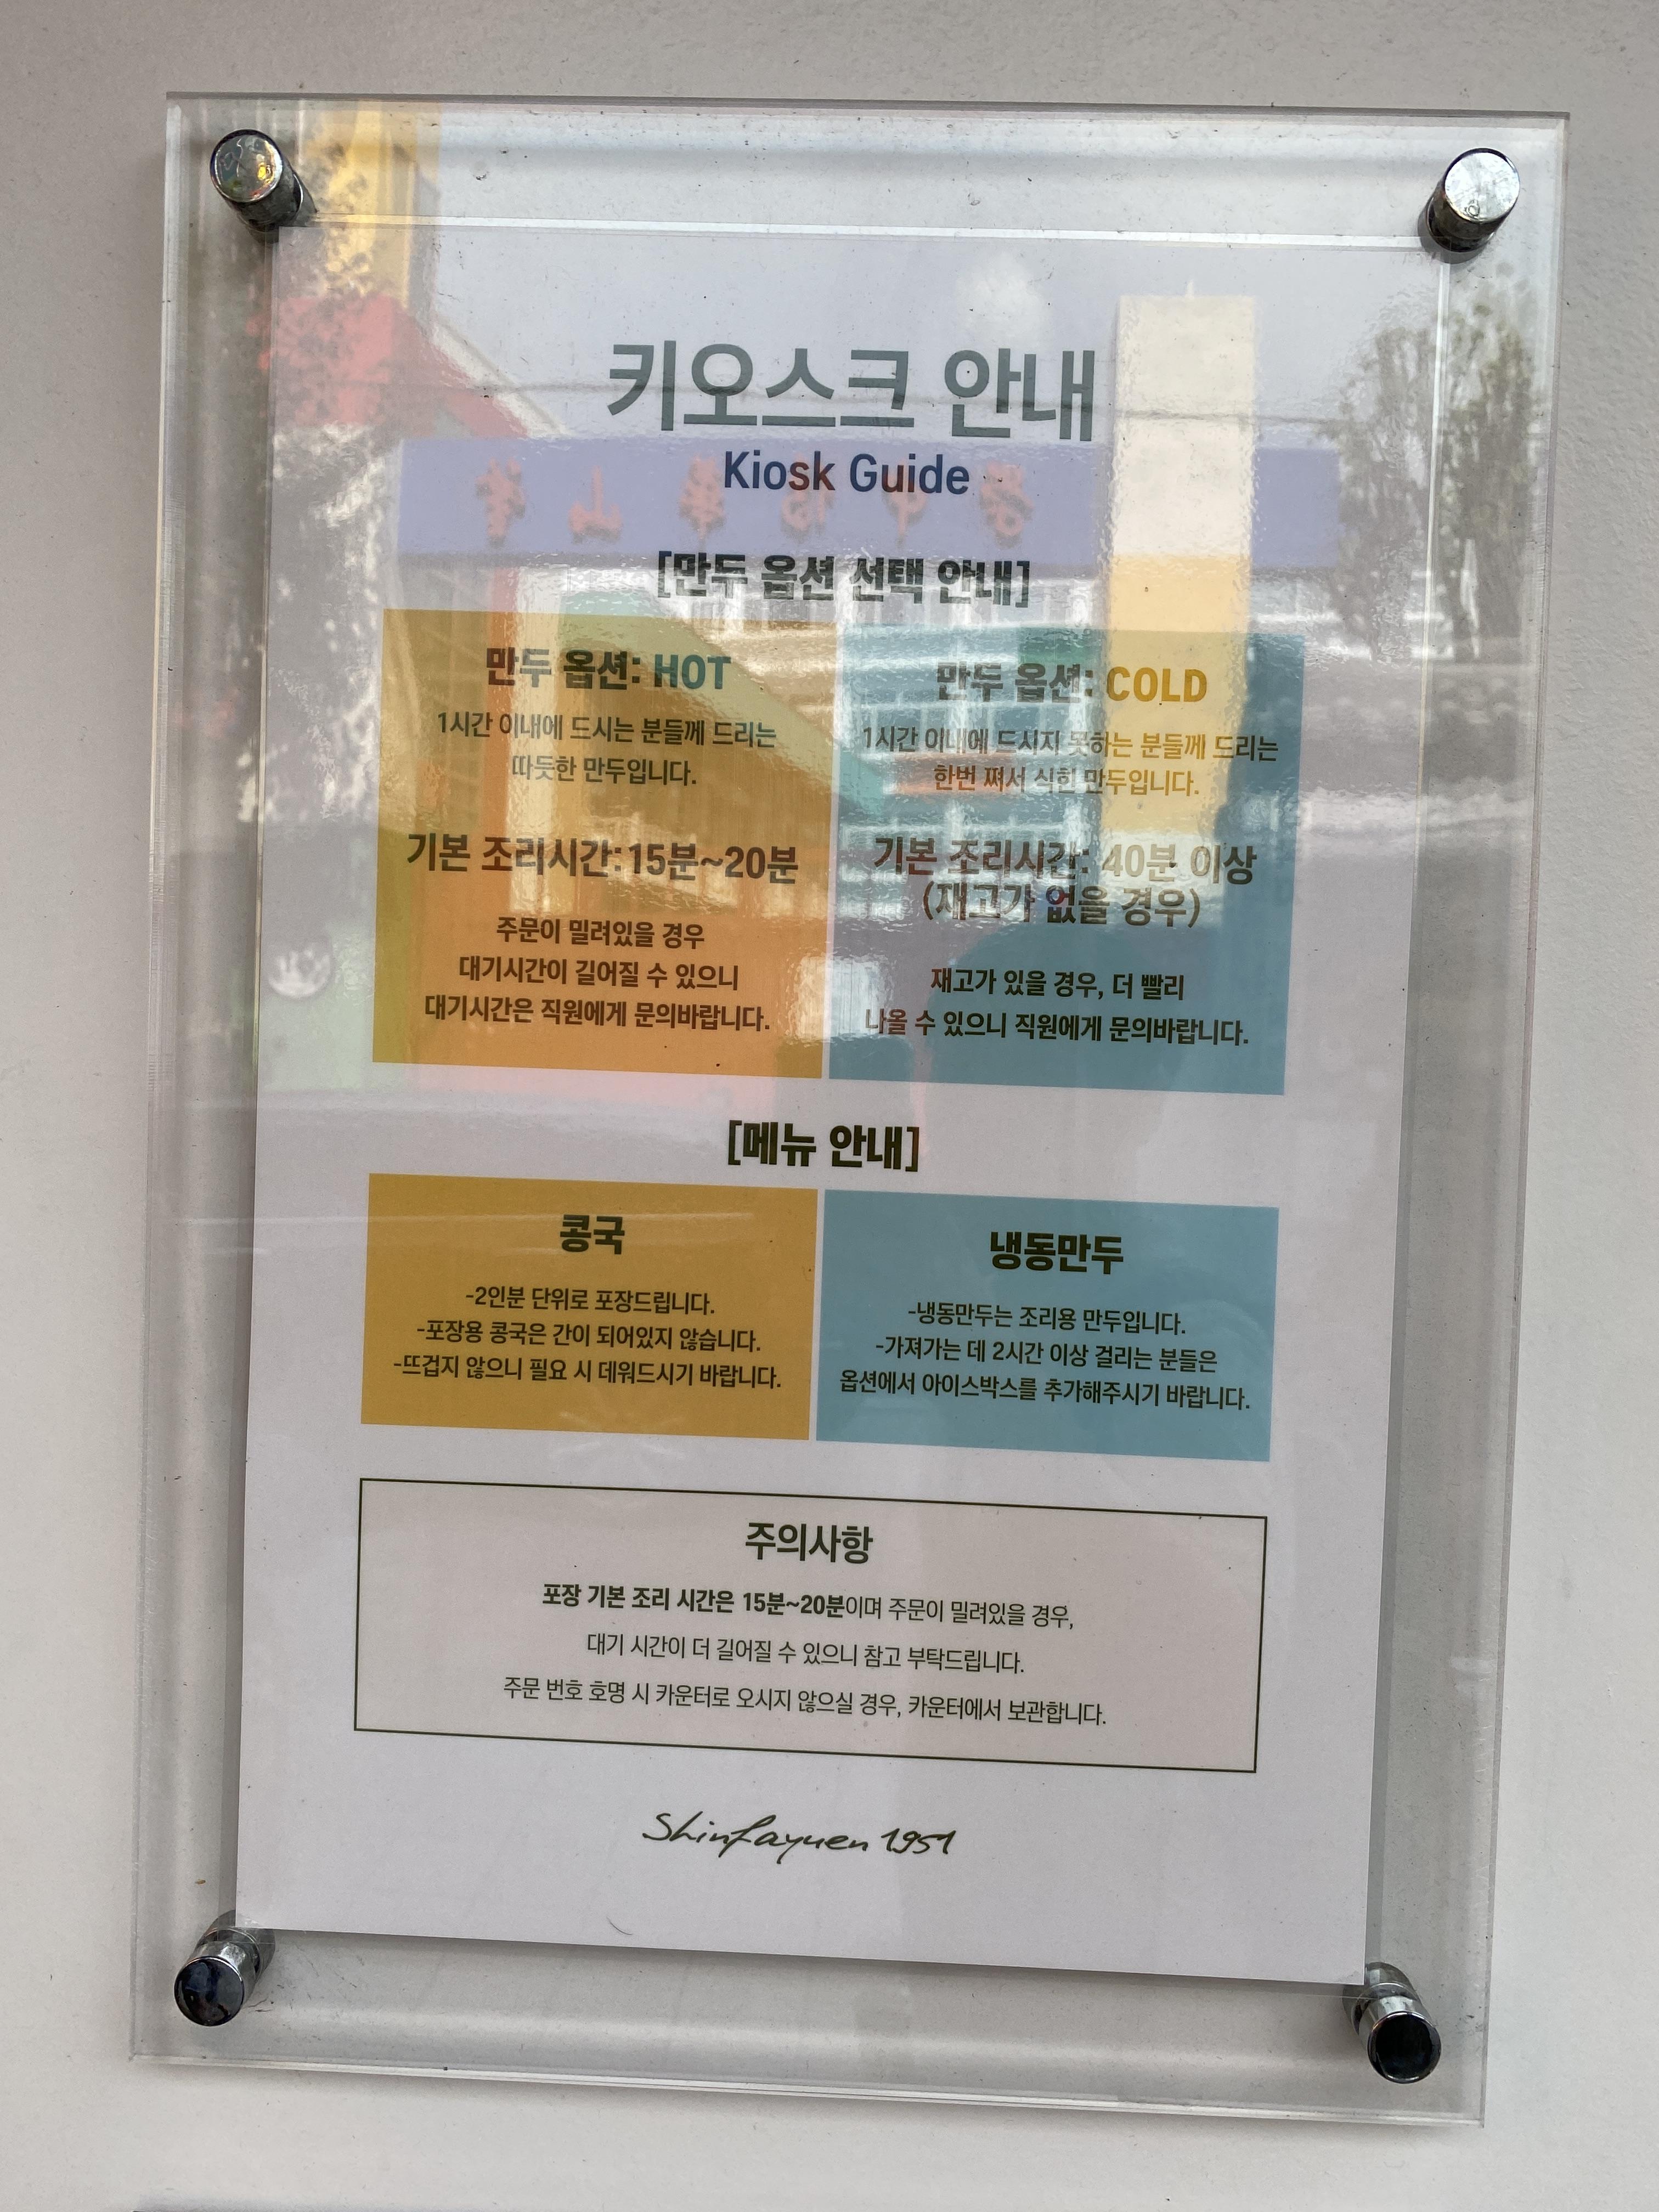 키오스크 안내
Kiosk Guide
[만두 옵션 선택 안내]
만두 옵션: HOT
1시간 이내에 드시는 분들께 드리는
따듯한 만두입니다.
기본 조리시간:15분~20분
주문이 밀려있을 경우
대기시간이 길어질 수 있으니
대기시간은 직원에게 문의바랍니다.
만두 옵션: COLD
1시간 이내에 드시지 못하는 분들께 드리는
한번 쪄서 식힌 만두입니다.
기본 조리시간: 40분 이상
(재고가 없을 경우)
재고가 있을 경우, 더 빨리
나올 수 있으니 직원에게 문의바랍니다.
[메뉴 안내]
콩국
-2인분 단위로 포장드립니다.
-포장용 콩국은 간이 되어있지 않습니다.
-뜨겁지 않으니 필요 시 데워드시기 바랍니다.
냉동만두
-냉동만두는 조리용 만두입니다.
-가져가는 데 2시간 이상 걸리는 분들은
옵션에서 아이스박스를 추가해주시기 바랍니다.
주의사항
포장 기본 조리 시간은 15분~20분이며 주문이 밀려있을 경우,
대기 시간이 더 길어질 수 있으니 참고 부탁드립니다.
주문 번호 호명 시 카운터로 오시지 않으실 경우, 카운터에서 보관합니다.
Shinfayuen 1951